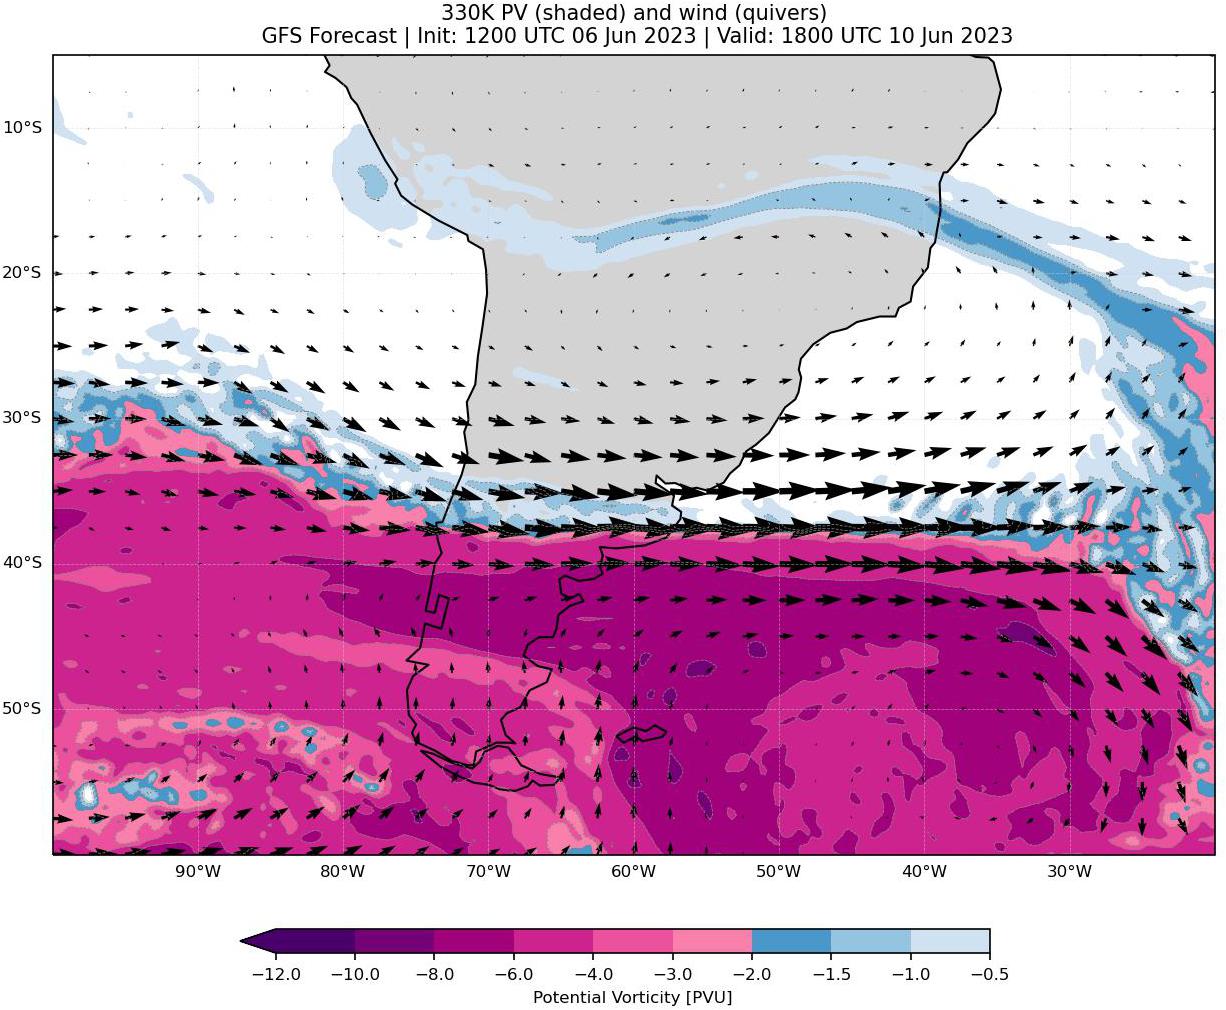 330K PV (shaded) and wind (quivers)
GFS Forecast | Init: 1200 UTC 06 Jun 2023 | Valid: 1800 UTC 10 Jun 2023
10°S
20°S
30°S
40°S
50°S
90°W 80°W 70°W 60°W 50°W 40°W 30°W
−12.0 −10.0 −8.0 −6.0 −4.0 −3.0 −2.0 −1.5 −1.0 −0.5
Potential Vorticity [PVU]